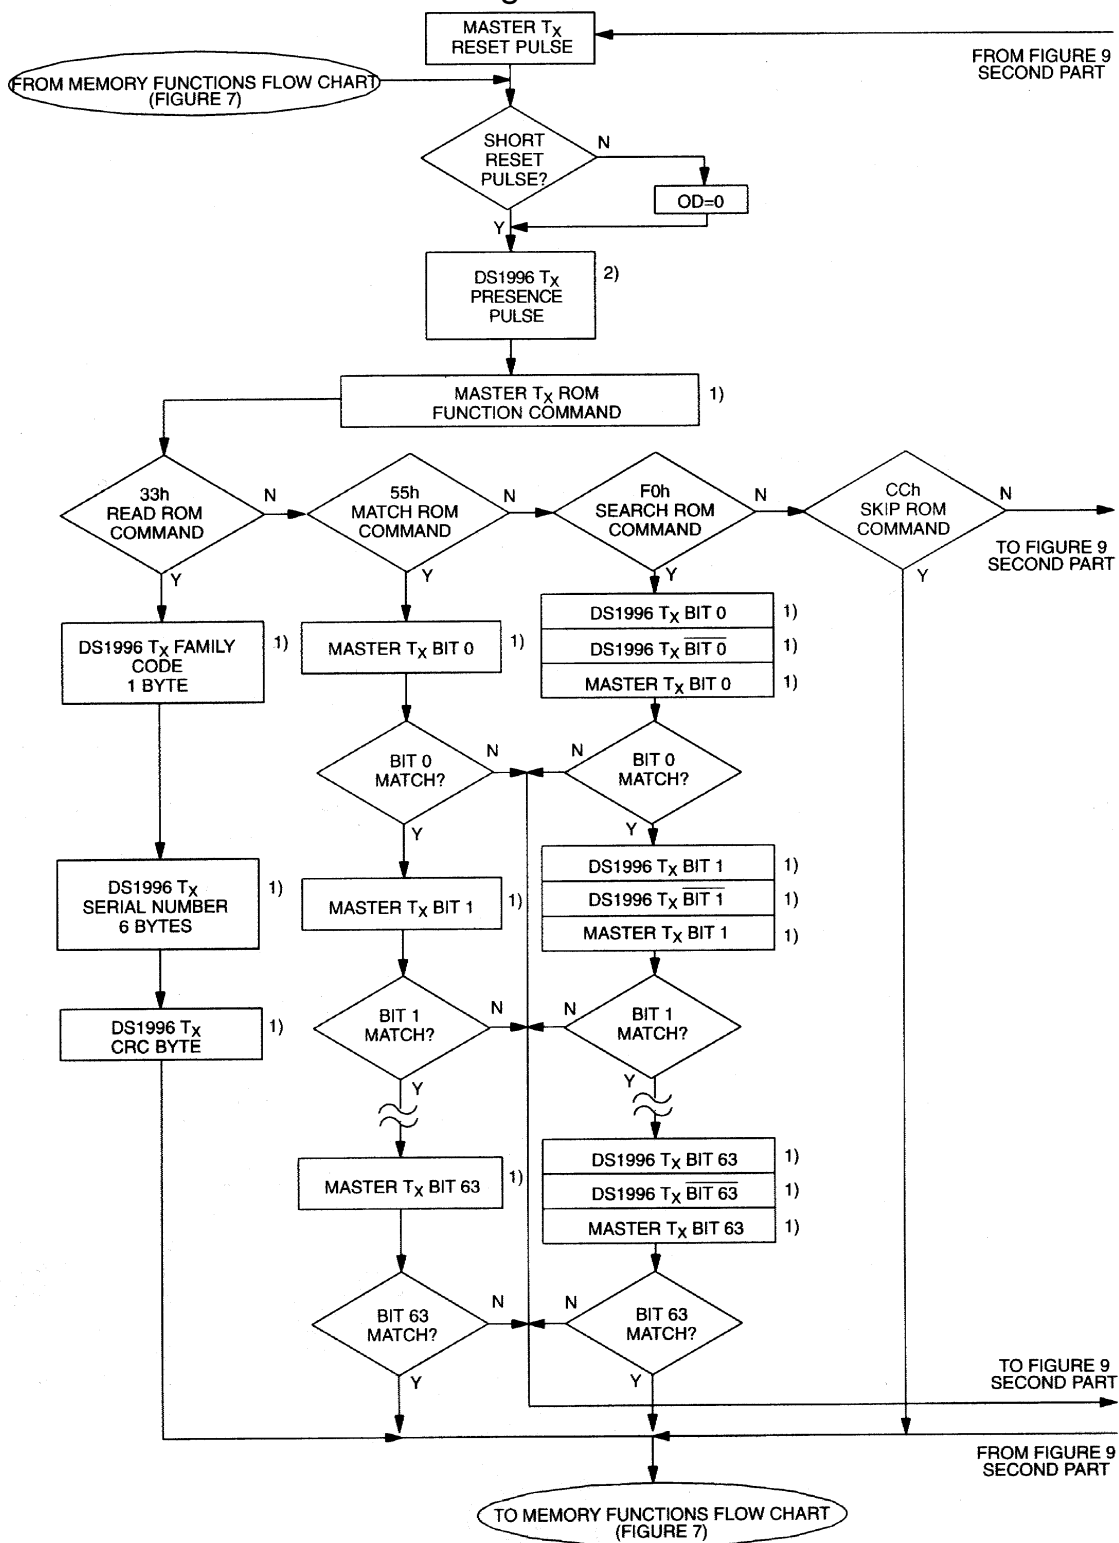 MASTER TX
RESET PULSE
FROM FIGURE 9
SECOND PART
FROM MEMORY FUNCTIONS FLOW CHART
(FIGURE 7)
SHORT
RESET
PULSE?
N
OD=0
Y
DS1996 TX
PRESENCE
PULSE
2)
MASTER TX ROM
FUNCTION COMMAND
1)
33h
READ ROM
COMMAND
N
Y
55h
MATCH ROM
COMMAND
N
Y
F0h
SEARCH ROM
COMMAND
N
Y
CCh
SKIP ROM
COMMAND
N
Y
TO FIGURE 9
SECOND PART
DS1996 TX FAMILY
CODE
1 BYTE
1)
MASTER TX BIT 0
1)
DS1996 TX BIT 0
1)
DS1996 TX BIT 0
1)
MASTER TX BIT 0
1)
BIT 0
MATCH?
N
Y
BIT 0
MATCH?
N
Y
DS1996 TX
SERIAL NUMBER
6 BYTES
1)
MASTER TX BIT 1
1)
DS1996 TX BIT 1
1)
DS1996 TX BIT 1
1)
MASTER TX BIT 1
1)
DS1996 TX
CRC BYTE
1)
BIT 1
MATCH?
N
Y
BIT 1
MATCH?
N
Y
MASTER TX BIT 63
1)
DS1996 TX BIT 63
1)
DS1996 TX BIT 63
1)
MASTER TX BIT 63
1)
BIT 63
MATCH?
N
Y
BIT 63
MATCH?
N
Y
TO FIGURE 9
SECOND PART
FROM FIGURE 9
SECOND PART
TO MEMORY FUNCTIONS FLOW CHART
(FIGURE 7)